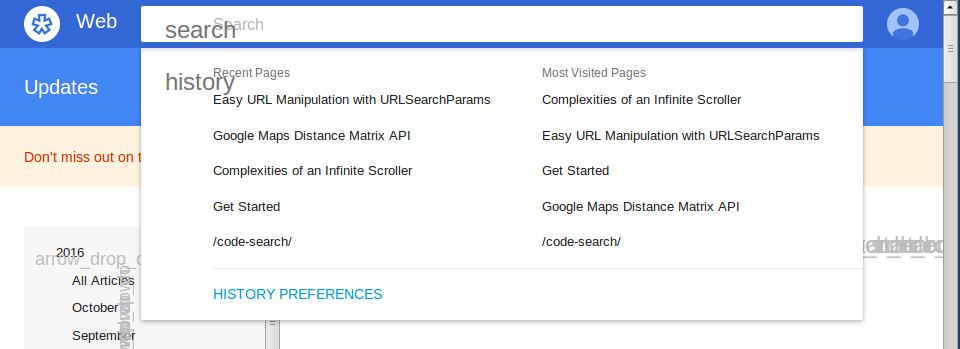 Web
search
Search
Updates
history
Recent Pages
Most Visited Pages
Easy URL Manipulation with URLSearchParams
Complexities of an Infinite Scroller
Google Maps Distance Matrix API
Easy URL Manipulation with URLSearchParams
Don't miss out on
Complexities of an Infinite Scroller
Get Started
Get Started
Google Maps Distance Matrix API
/code-search/
/code-search/
2016
arrow_drop_
All Articles
HISTORY PREFERENCES
October
September